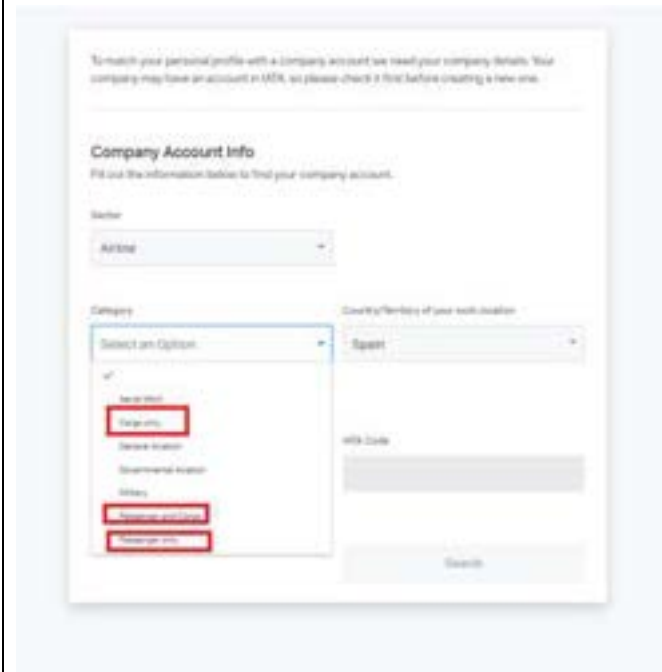 To match your personal profile with a company account we need your company details. Your
company may have an account in IATA, so please check it first before creating a new one.
Company Account Info
Fill out the information below to find your company account.
Sector
Airline
Category
Country/Territory of your work location
Select an Option
Spain
Aerial Work
Cargo only
General Aviation
Governmental Aviation
Military
Passenger and Cargo
Passenger only
IATA Code
Search